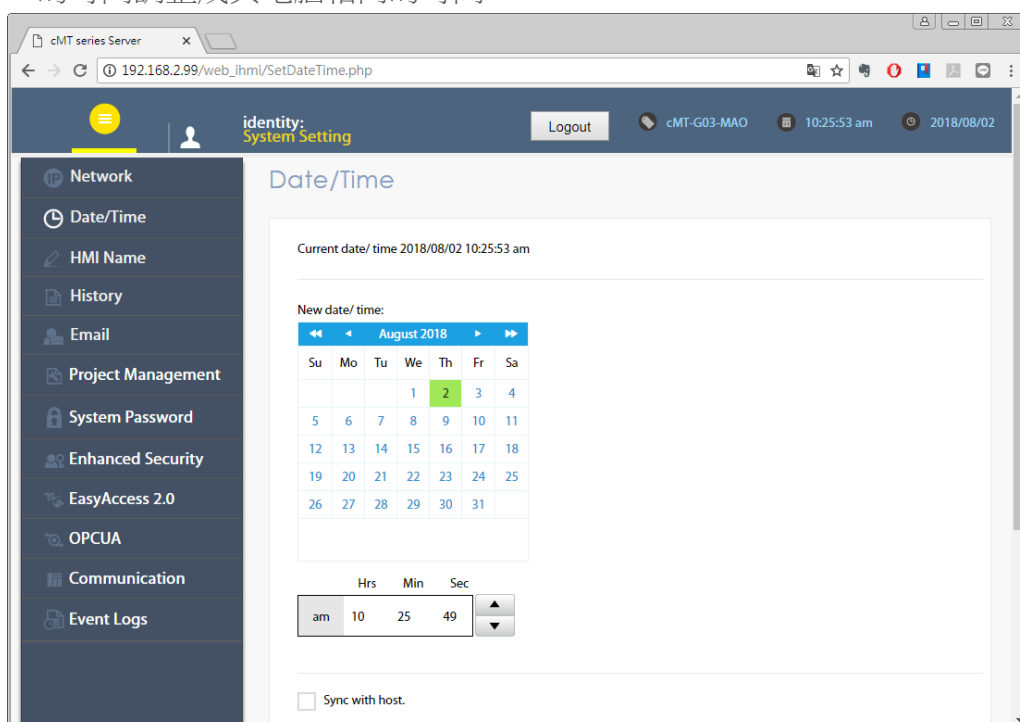 cMT series Server
192.168.2.99/web_ihmi/SetDateTime.php
identity:
System Setting
Logout
cMT-G03-MAO
10:25:53 am
2018/08/02
Network
Date/Time
HMI Name
History
Email
Project Management
System Password
Enhanced Security
EasyAccess 2.0
OPCUA
Communication
Event Logs
Date/Time
Current date/ time 2018/08/02 10:25:53 am
New date/ time:
August 2018
Su Mo Tu We Th Fr Sa
1 2 3 4
5 6 7 8 9 10 11
12 13 14 15 16 17 18
19 20 21 22 23 24 25
26 27 28 29 30 31
Hrs Min Sec
am 10 25 49
Sync with host.